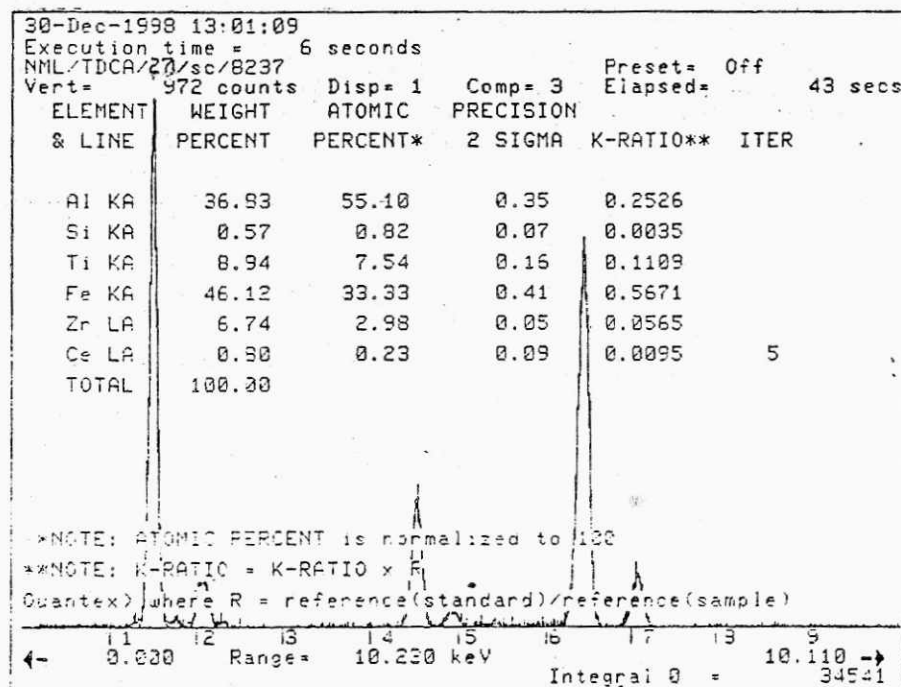 30-Dec-1998 13:01:09
Execution time = 6 seconds
NML/TDCA/20/sc/8237 Preset= Off
Vert= 972 counts Disp= 1 Comp= 3 Elapsed= 43 secs
ELEMENT WEIGHT ATOMIC PRECISION
& LINE PERCENT PERCENT* 2 SIGMA K-RATIO** ITER
Al KA 36.83 55.10 0.35 0.2526
Si KA 0.57 0.82 0.07 0.0035
Ti KA 8.94 7.54 0.16 0.1109
Fe KA 46.12 33.33 0.41 0.5671
Zr LA 6.74 2.98 0.05 0.0565
Ce LA 0.80 0.23 0.09 0.0095 5
TOTAL 100.00
*NOTE: ATOMIC PERCENT is normalized to 100
**NOTE: K-RATIO = K-RATIO x R
Quantex> where R = reference(standard)/reference(sample)
1 2 3 4 5 6 7 8 9
← 0.000 Range= 10.230 keV 10.110 →
Integral 0 = 34541